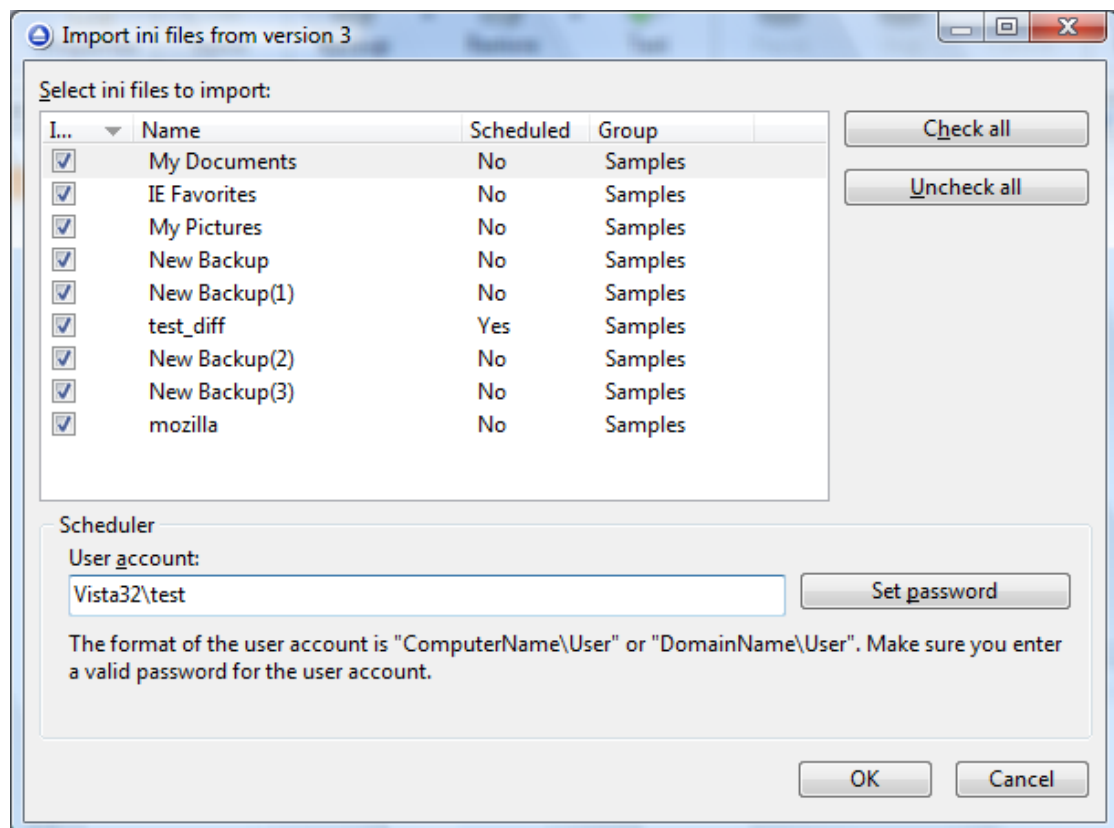 Import ini files from version 3
Select ini files to import:
I... Name Scheduled Group
My Documents No Samples
IE Favorites No Samples
My Pictures No Samples
New Backup No Samples
New Backup(1) No Samples
test_diff Yes Samples
New Backup(2) No Samples
New Backup(3) No Samples
mozilla No Samples
Check all
Uncheck all
Scheduler
User account:
Vista32\test
Set password
The format of the user account is "ComputerName\User" or "DomainName\User". Make sure you enter
a valid password for the user account.
OK Cancel